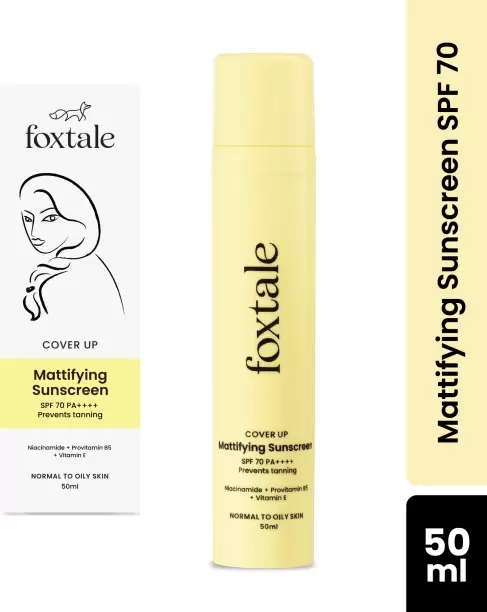 foxtale
COVER UP
Mattifying
Sunscreen
SPF 70 PA++++
Prevents tanning
Niacinamide + Provitamin B5
+ Vitamin E
NORMAL TO OILY SKIN
50ml
foxtale
COVER UP
Mattifying Sunscreen
SPF 70 PA++++
Prevents tanning
Niacinamide + Provitamin B5
+ Vitamin E
NORMAL TO OILY SKIN
50ml
Mattifying Sunscreen SPF 70
50
ml